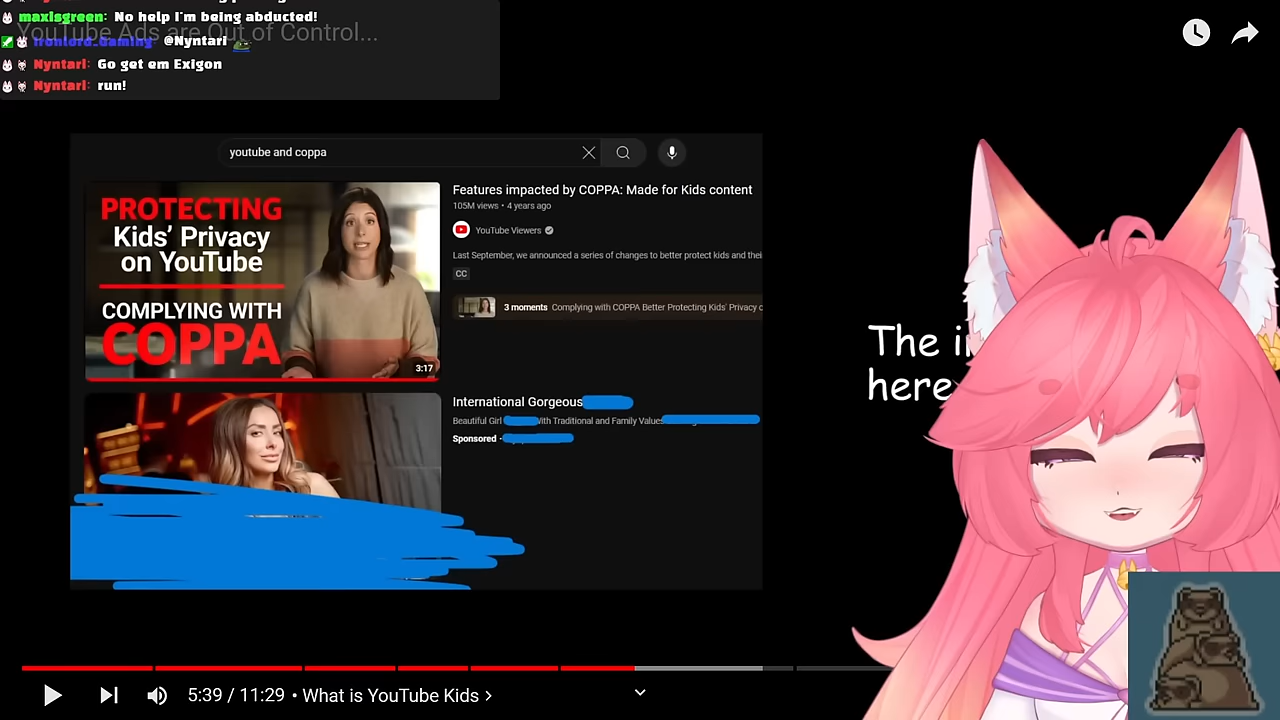 maxisgreen: No help I'm being abducted!
YouTube Ads are Out of Control...
Ironlord_Gaming @Nyntari
Nyntari: Go get em Exigon
Nyntari: run!
youtube and coppa
PROTECTING
Kids' Privacy
on YouTube
COMPLYING WITH
COPPA
3:17
Features impacted by COPPA: Made for Kids content
105M views • 4 years ago
YouTube Viewers
Last September, we announced a series of changes to better protect kids and thei
CC
3 moments Complying with COPPA Better Protecting Kids' Privacy o
International Gorgeous
Beautiful Girl With Traditional and Family Values
Sponsored ·
The i
here
5:39 / 11:29 • What is YouTube Kids >